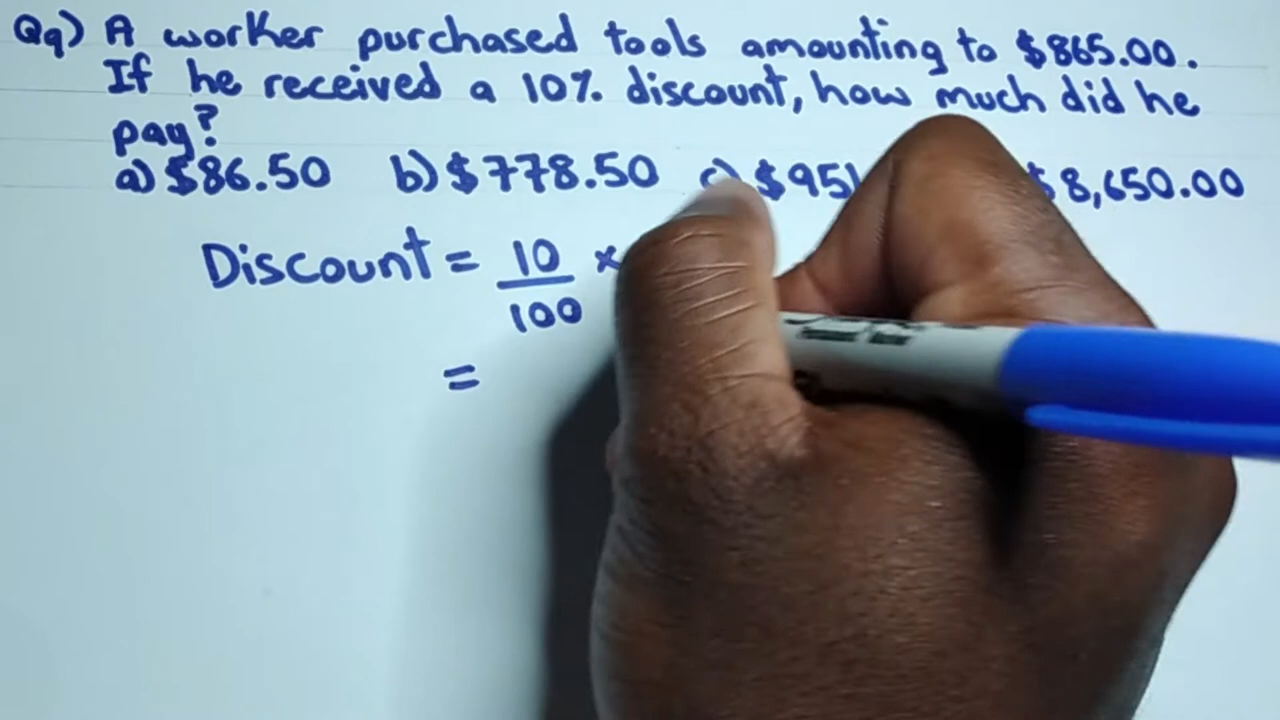 Q9) A worker purchased tools amounting to $865.00.
If he received a 10% discount, how much did he
pay?
a) $86.50 b) $778.50 c) $951 $8,650.00
Discount = 10/100 ×
=